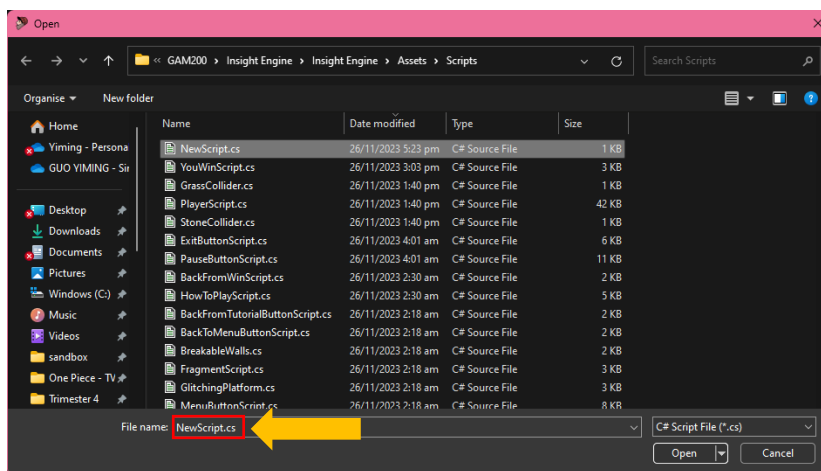 Open
GAM200 > Insight Engine > Insight Engine > Assets > Scripts
Search Scripts
Organise
New folder
Home
Yiming - Persona
GUO YIMING - Sin
Desktop
Downloads
Documents
Pictures
Windows (C:)
Music
Videos
sandbox
One Piece - TV
Trimester 4
Name Date modified Type Size
NewScript.cs 26/11/2023 5:23 pm C# Source File 1 KB
YouWinScript.cs 26/11/2023 3:03 pm C# Source File 3 KB
GrassCollider.cs 26/11/2023 1:40 pm C# Source File 1 KB
PlayerScript.cs 26/11/2023 1:40 pm C# Source File 42 KB
StoneCollider.cs 26/11/2023 1:40 pm C# Source File 1 KB
ExitButtonScript.cs 26/11/2023 4:01 am C# Source File 6 KB
PauseButtonScript.cs 26/11/2023 4:01 am C# Source File 11 KB
BackFromWinScript.cs 26/11/2023 2:30 am C# Source File 2 KB
HowToPlayScript.cs 26/11/2023 2:30 am C# Source File 5 KB
BackFromTutorialButtonScript.cs 26/11/2023 2:18 am C# Source File 2 KB
BackToMenuButtonScript.cs 26/11/2023 2:18 am C# Source File 2 KB
BreakableWalls.cs 26/11/2023 2:18 am C# Source File 2 KB
FragmentScript.cs 26/11/2023 2:18 am C# Source File 3 KB
GlitchingPlatform.cs 26/11/2023 2:18 am C# Source File 3 KB
MenuButtonScript.cs 26/11/2023 2:18 am C# Source File 8 KB
File name: NewScript.cs
C# Script File (*.cs)
Open
Cancel